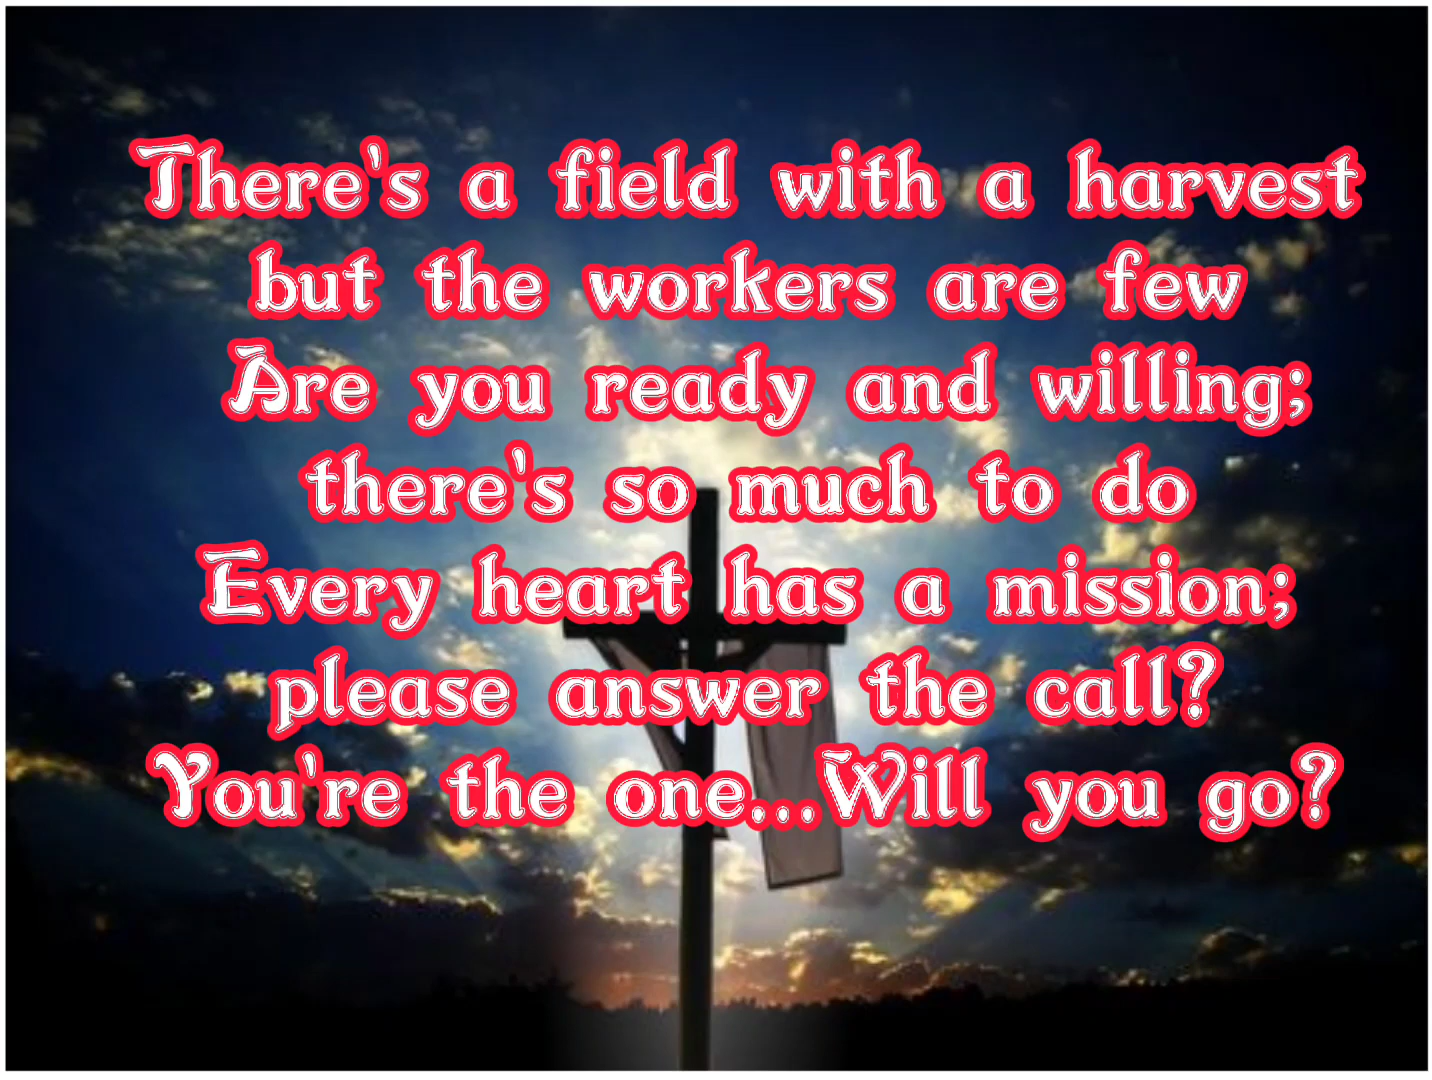 There's a field with a harvest
but the workers are few
Are you ready and willing;
there's so much to do
Every heart has a mission;
please answer the call?
You're the one...Will you go?